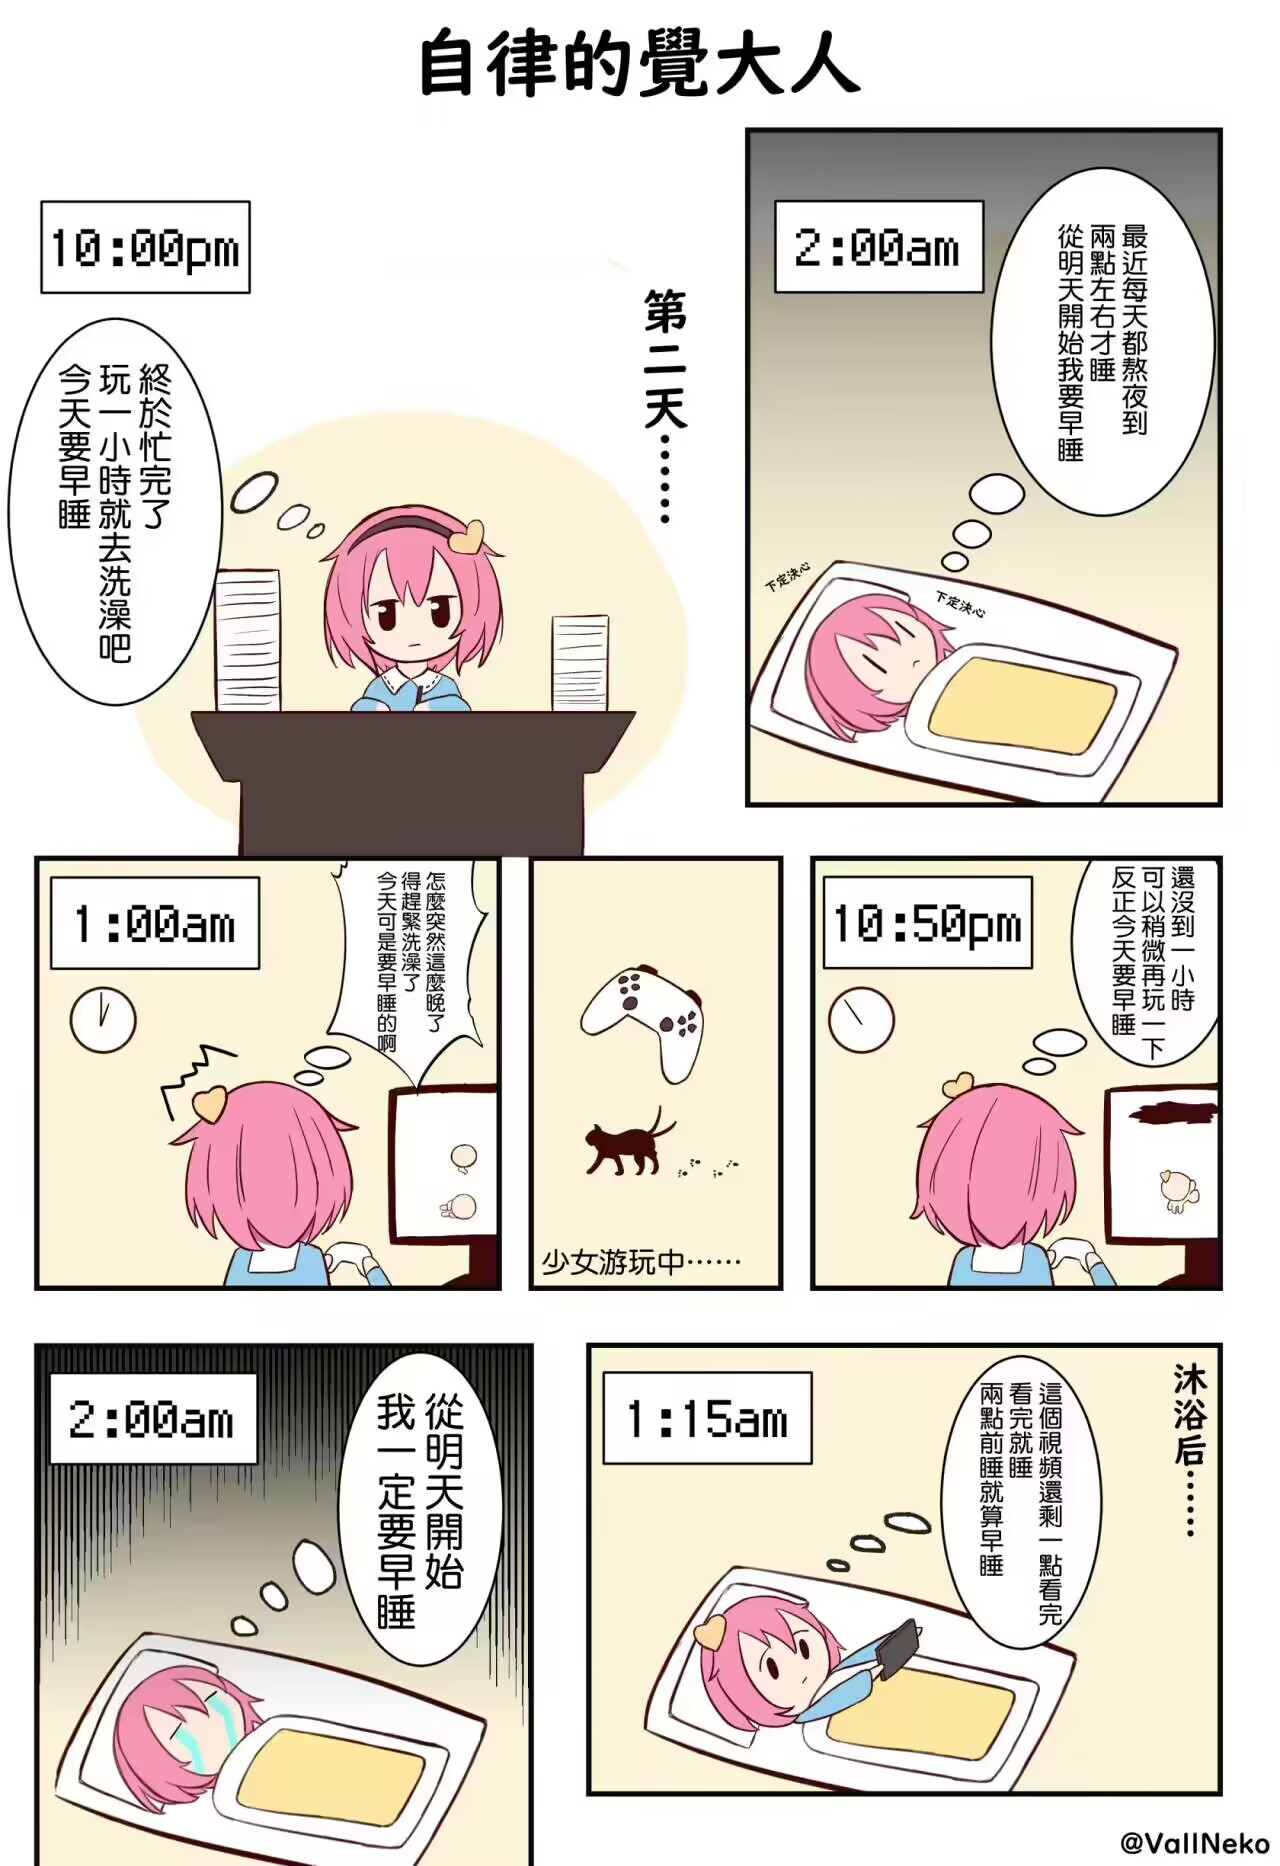 自律的覺大人
2:00am
最近每天都熬夜到
兩點左右才睡
從明天開始我要早睡
下定決心
下定決心
第二天……
10:00pm
終於忙完了
玩一小時就去洗澡吧
今天要早睡
10:50pm
還沒到一小時
可以稍微再玩一下
反正今天要早睡
少女游玩中……
1:00am
怎麼突然這麼晚了
得趕緊洗澡了
今天可是要早睡的啊
沐浴后……
1:15am
這個視頻還剩一點看完
看完就睡
兩點前睡就算早睡
2:00am
從明天開始
我一定要早睡
@VallNeko